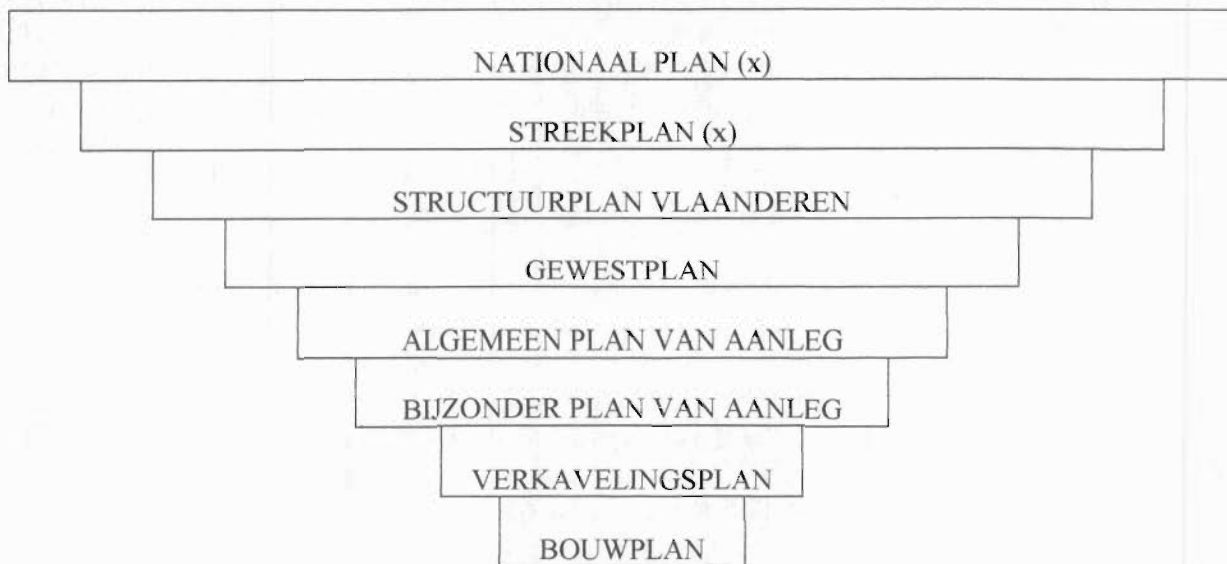 NATIONAAL PLAN (x)
STREEKPLAN (x)
STRUCTUURPLAN VLAANDEREN
GEWESTPLAN
ALGEMEEN PLAN VAN AANLEG
BIJZONDER PLAN VAN AANLEG
VERKAVELINGSPLAN
BOUWPLAN